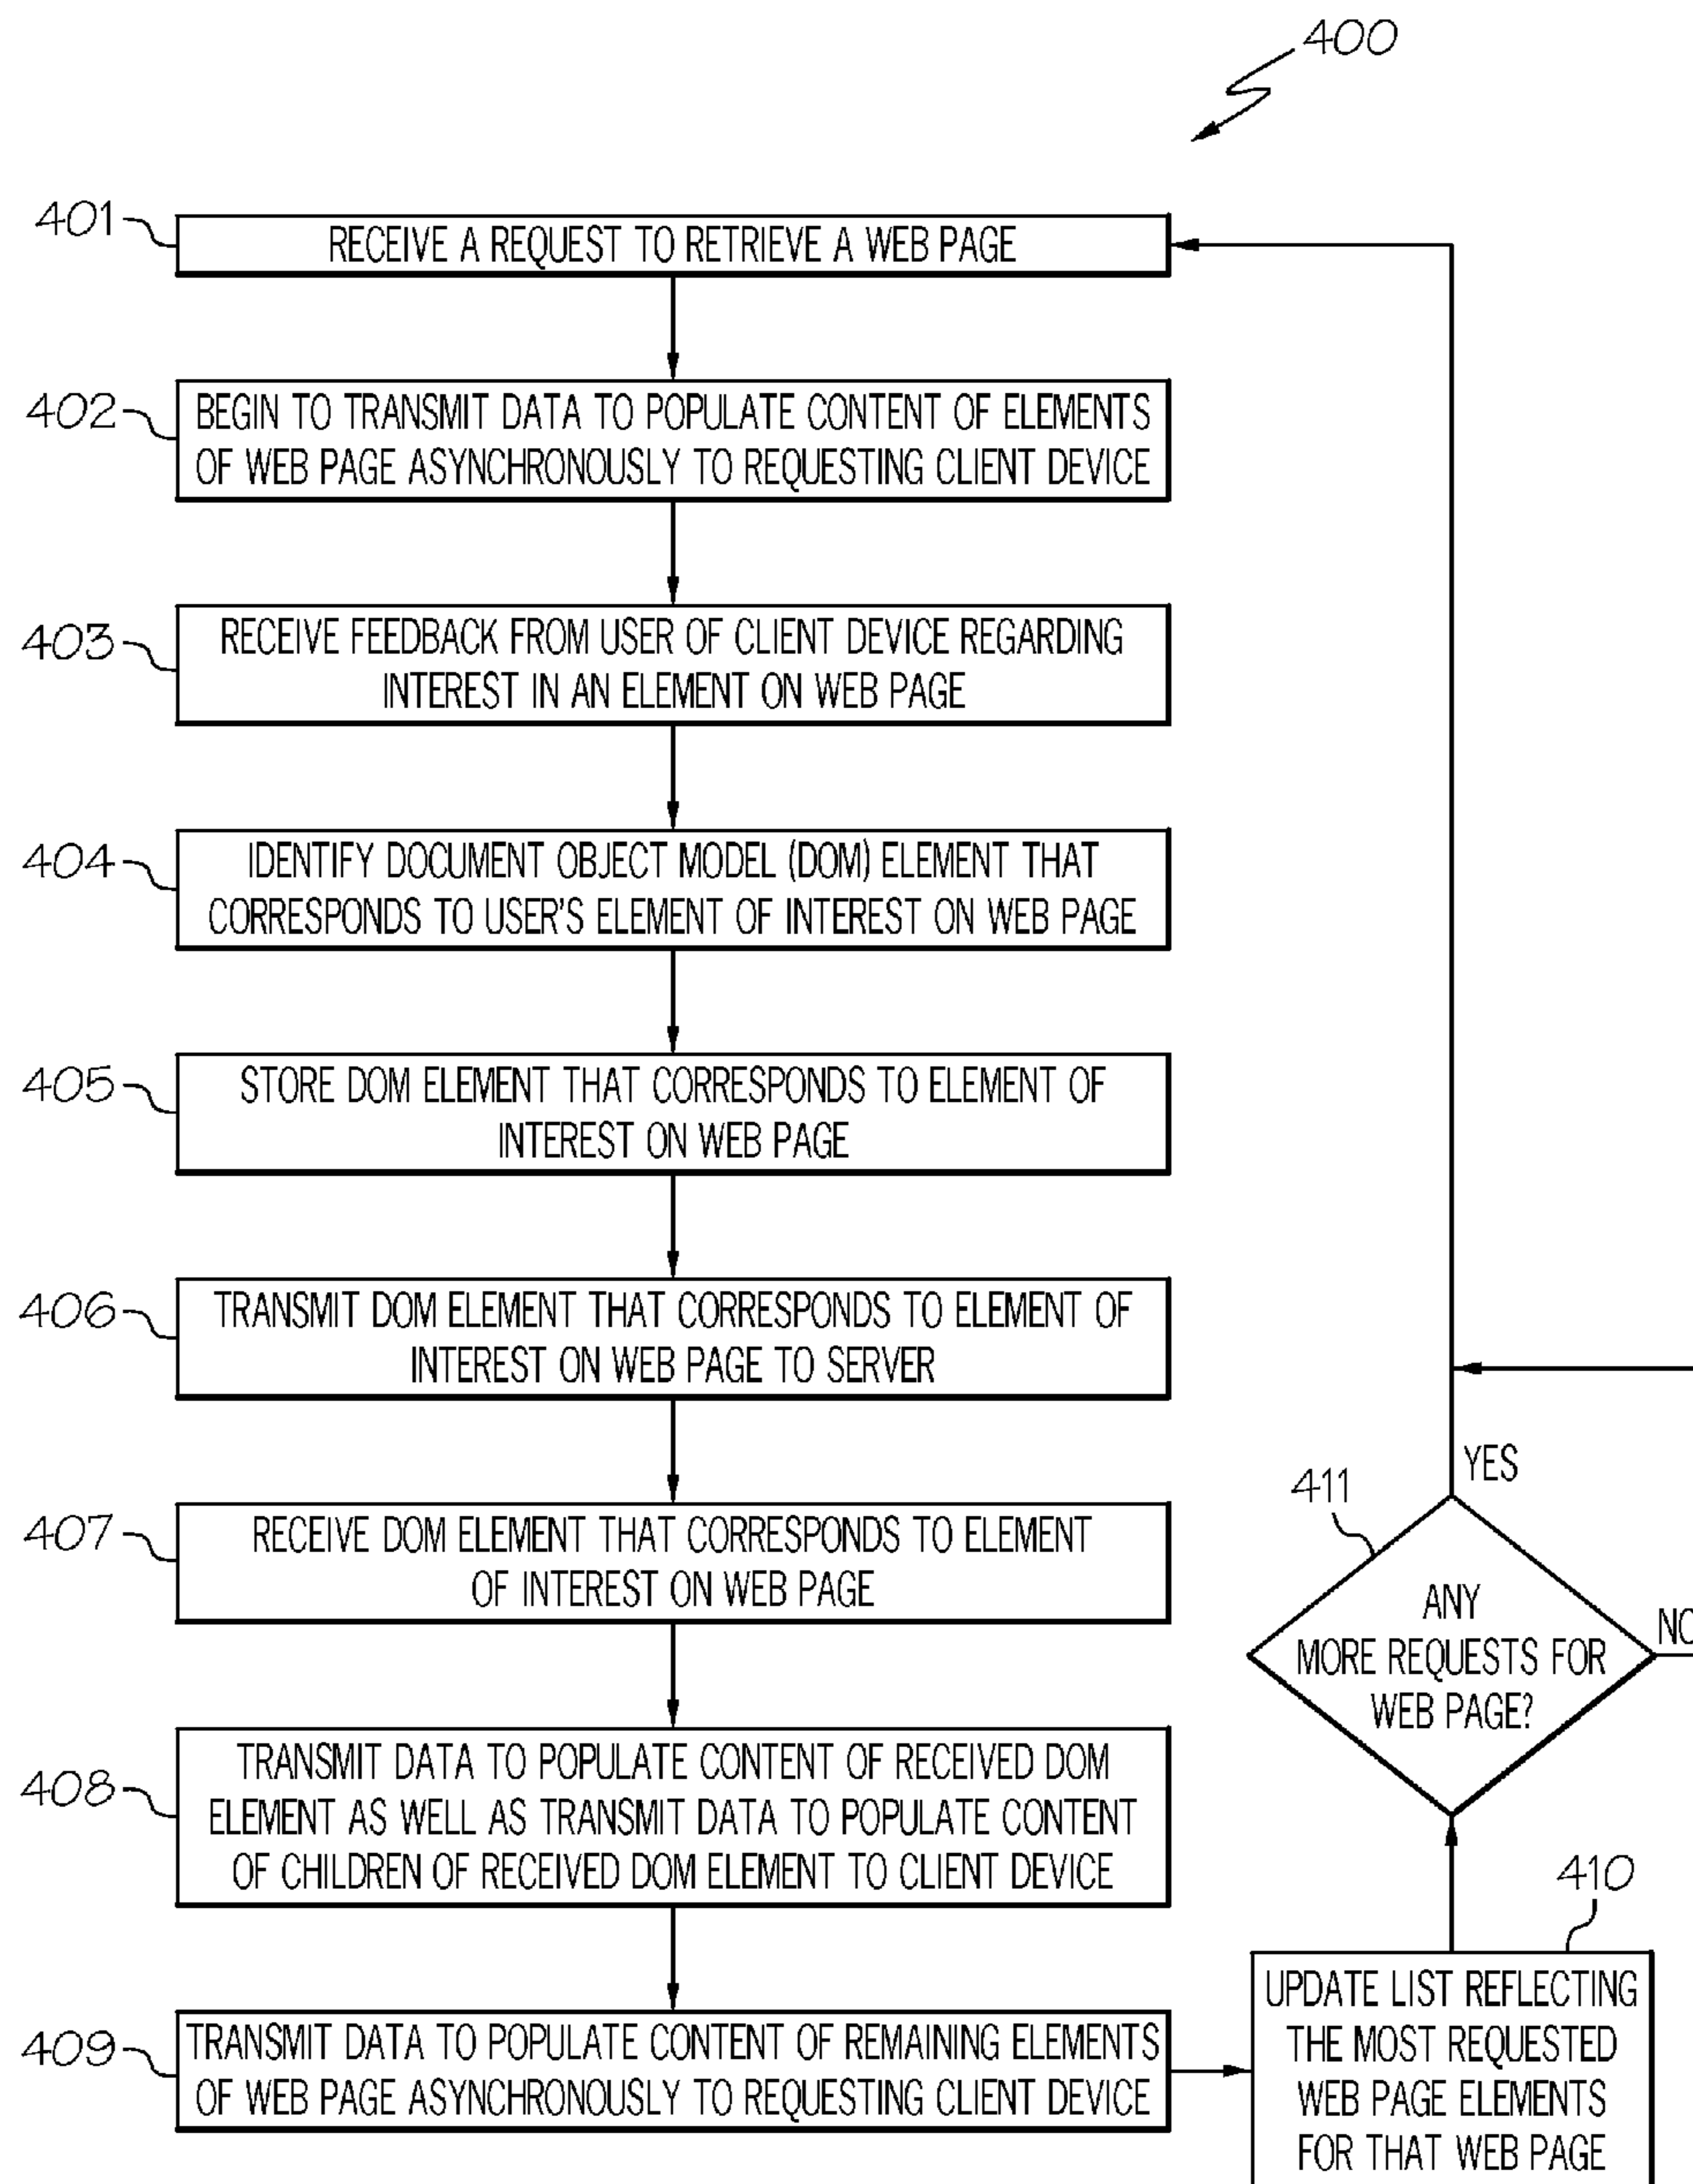 400
401
RECEIVE A REQUEST TO RETRIEVE A WEB PAGE
402
BEGIN TO TRANSMIT DATA TO POPULATE CONTENT OF ELEMENTS
OF WEB PAGE ASYNCHRONOUSLY TO REQUESTING CLIENT DEVICE
403
RECEIVE FEEDBACK FROM USER OF CLIENT DEVICE REGARDING
INTEREST IN AN ELEMENT ON WEB PAGE
404
IDENTIFY DOCUMENT OBJECT MODEL (DOM) ELEMENT THAT
CORRESPONDS TO USER'S ELEMENT OF INTEREST ON WEB PAGE
405
STORE DOM ELEMENT THAT CORRESPONDS TO ELEMENT OF
INTEREST ON WEB PAGE
406
TRANSMIT DOM ELEMENT THAT CORRESPONDS TO ELEMENT OF
INTEREST ON WEB PAGE TO SERVER
407
RECEIVE DOM ELEMENT THAT CORRESPONDS TO ELEMENT
OF INTEREST ON WEB PAGE
408
TRANSMIT DATA TO POPULATE CONTENT OF RECEIVED DOM
ELEMENT AS WELL AS TRANSMIT DATA TO POPULATE CONTENT
OF CHILDREN OF RECEIVED DOM ELEMENT TO CLIENT DEVICE
409
TRANSMIT DATA TO POPULATE CONTENT OF REMAINING ELEMENTS
OF WEB PAGE ASYNCHRONOUSLY TO REQUESTING CLIENT DEVICE
410
UPDATE LIST REFLECTING
THE MOST REQUESTED
WEB PAGE ELEMENTS
FOR THAT WEB PAGE
411
ANY
MORE REQUESTS FOR
WEB PAGE?
YES
NO